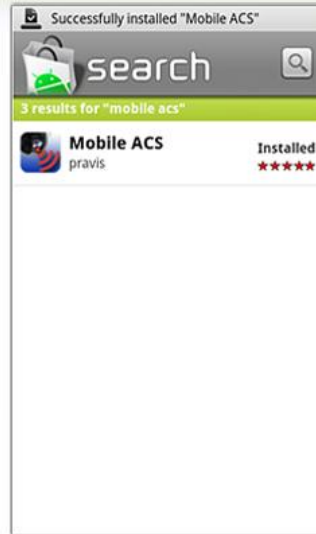 Successfully installed "Mobile ACS"
search
3 results for "mobile acs"
Mobile ACS
Installed
pravis